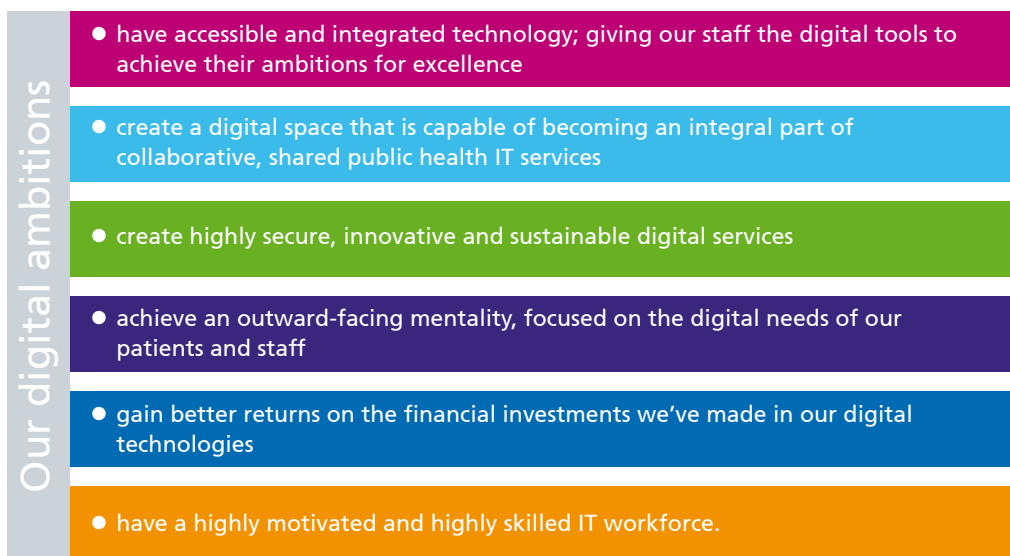 Our digital ambitions
● have accessible and integrated technology; giving our staff the digital tools to
achieve their ambitions for excellence
● create a digital space that is capable of becoming an integral part of
collaborative, shared public health IT services
● create highly secure, innovative and sustainable digital services
● achieve an outward-facing mentality, focused on the digital needs of our
patients and staff
● gain better returns on the financial investments we’ve made in our digital
technologies
● have a highly motivated and highly skilled IT workforce.